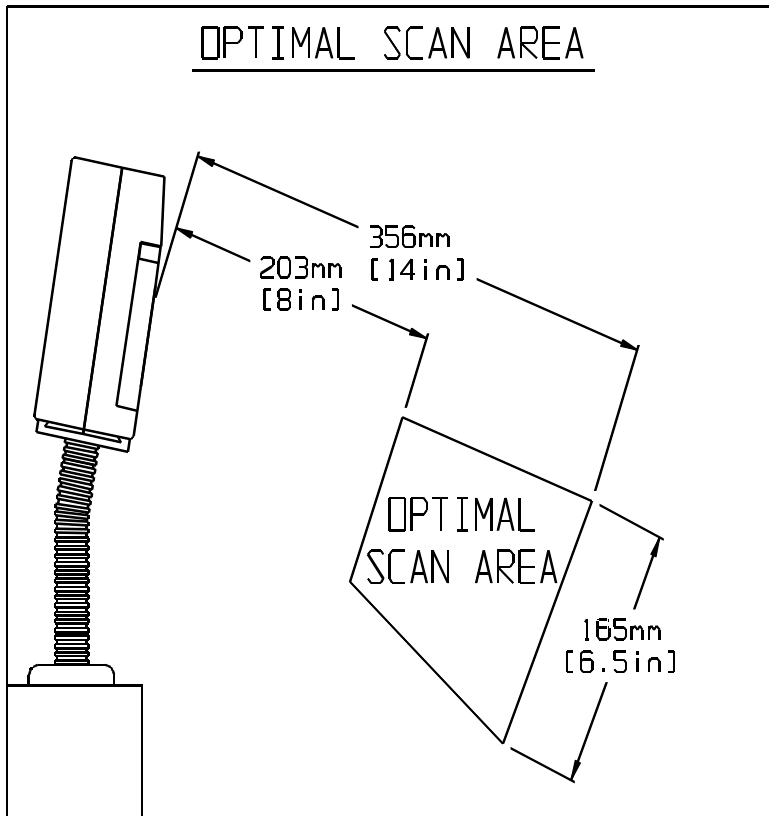 OPTIMAL SCAN AREA
356mm
[14in]
203mm
[8in]
OPTIMAL
SCAN AREA
165mm
[6.5in]